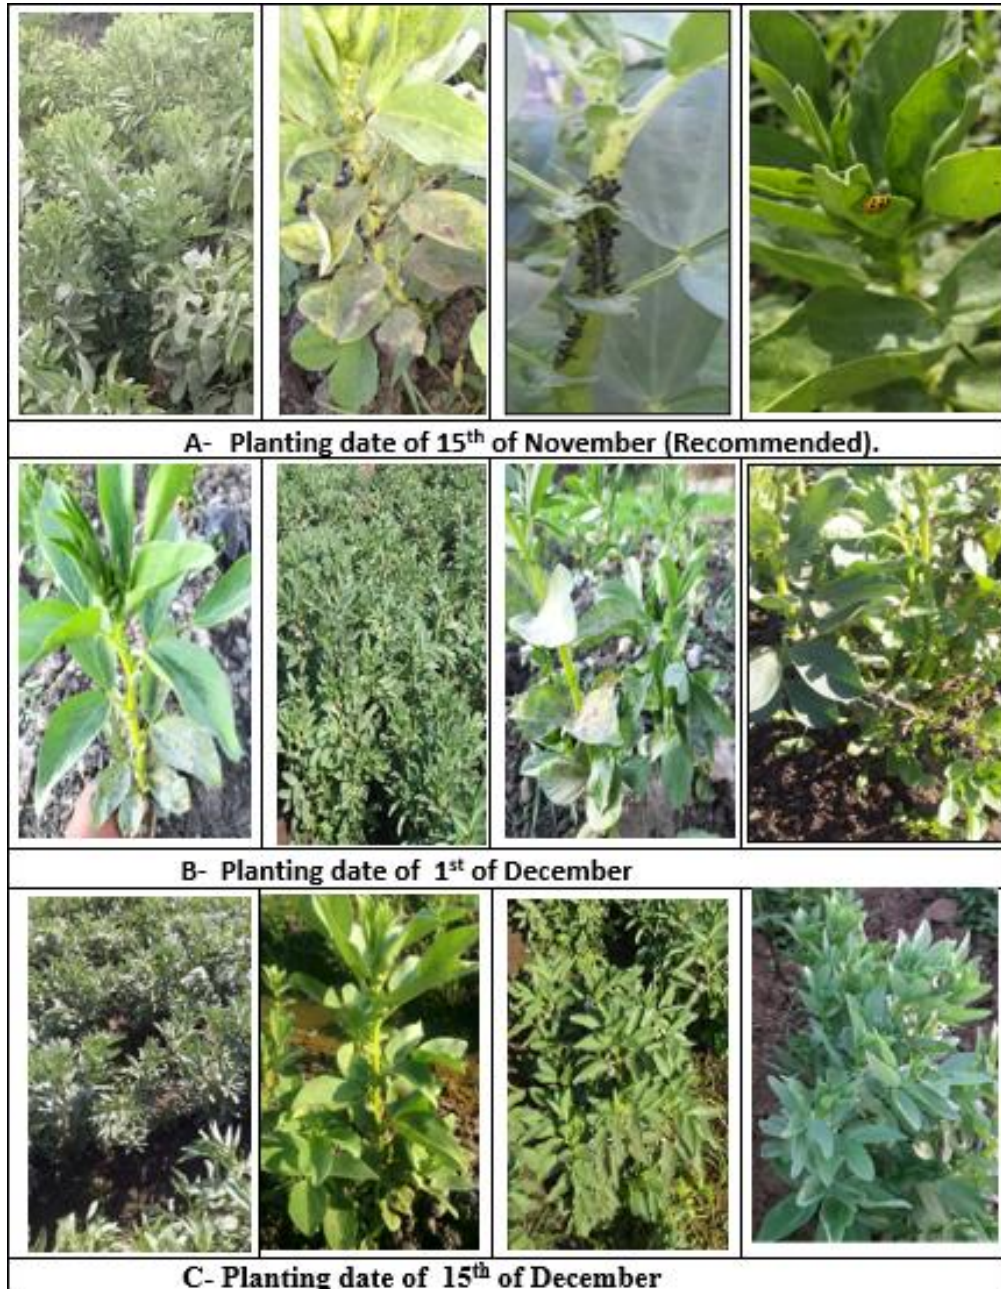 A- Planting date of 15th of November (Recommended).
B- Planting date of 1st of December
C- Planting date of 15th of December